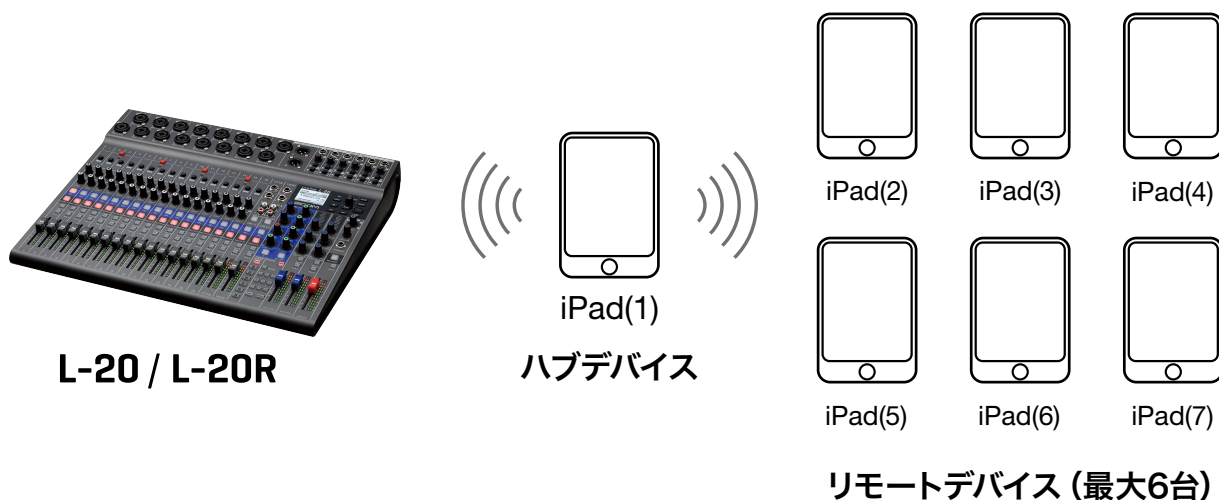 iPad(2)
iPad(3)
iPad(4)
iPad(1)
L-20 / L-20R
ハブデバイス
iPad(5)
iPad(6)
iPad(7)
リモートデバイス（最大6台）